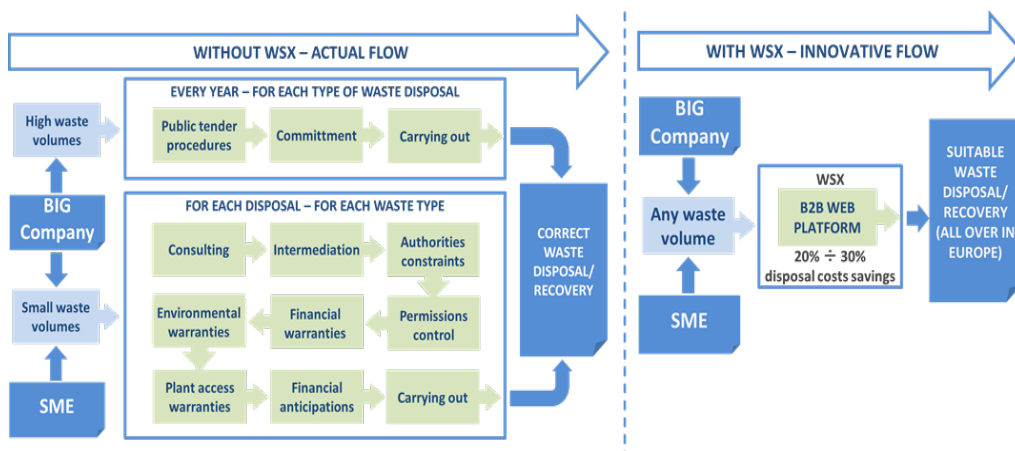 WITHOUT WSX – ACTUAL FLOW
EVERY YEAR – FOR EACH TYPE OF WASTE DISPOSAL
High waste
volumes
Public tender
procedures
Committment
Carrying out
BIG
Company
FOR EACH DISPOSAL – FOR EACH WASTE TYPE
Consulting
Intermediation
Authorities
constraints
Small waste
volumes
Environmental
warranties
Financial
warranties
Permissions
control
SME
Plant access
warranties
Financial
anticipations
Carrying out
CORRECT
WASTE
DISPOSAL/
RECOVERY
WITH WSX – INNOVATIVE FLOW
BIG
Company
Any waste
volume
SME
WSX
B2B WEB
PLATFORM
20% ÷ 30%
disposal costs savings
SUITABLE
WASTE
DISPOSAL/
RECOVERY
(ALL OVER IN
EUROPE)